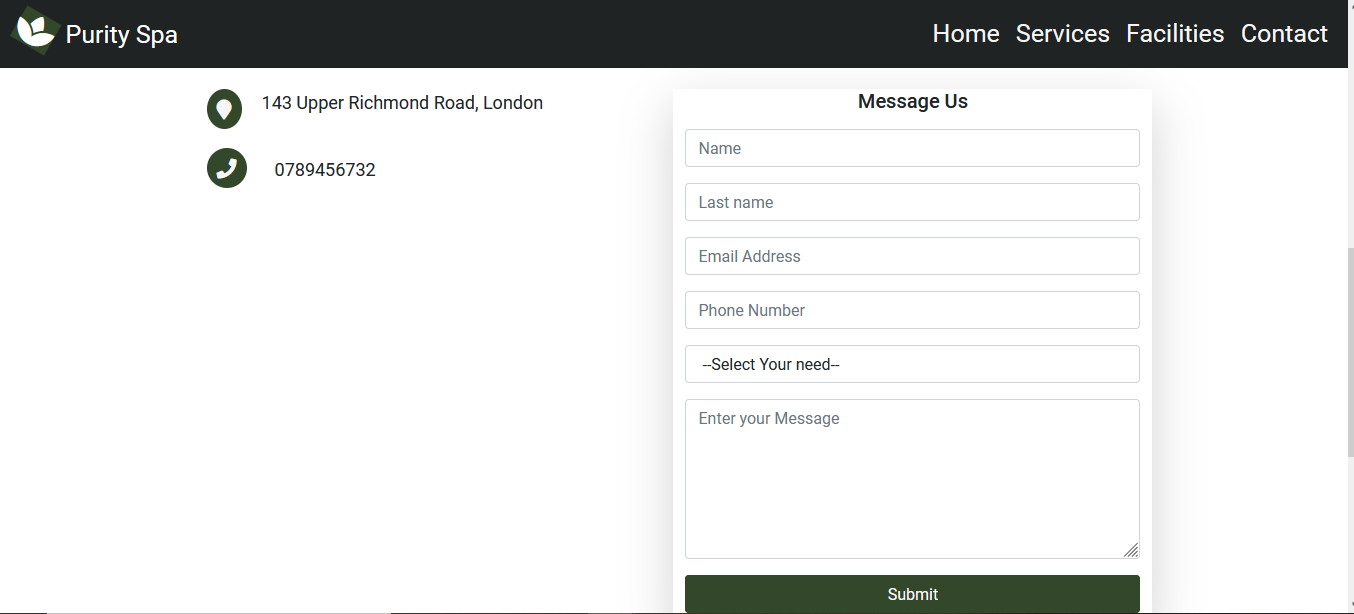 Purity Spa
Home Services Facilities Contact
143 Upper Richmond Road, London
0789456732
Message Us
Name
Last name
Email Address
Phone Number
--Select Your need--
Enter your Message
Submit